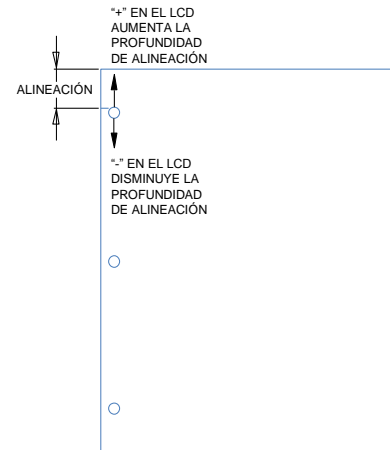 “+” EN EL LCD
AUMENTA LA
PROFUNDIDAD
DE ALINEACIÓN
ALINEACIÓN
“-” EN EL LCD
DISMINUYE LA
PROFUNDIDAD
DE ALINEACIÓN